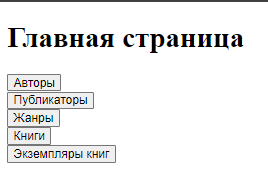 Главная страница
Авторы
Публикаторы
Жанры
Книги
Экземпляры книг